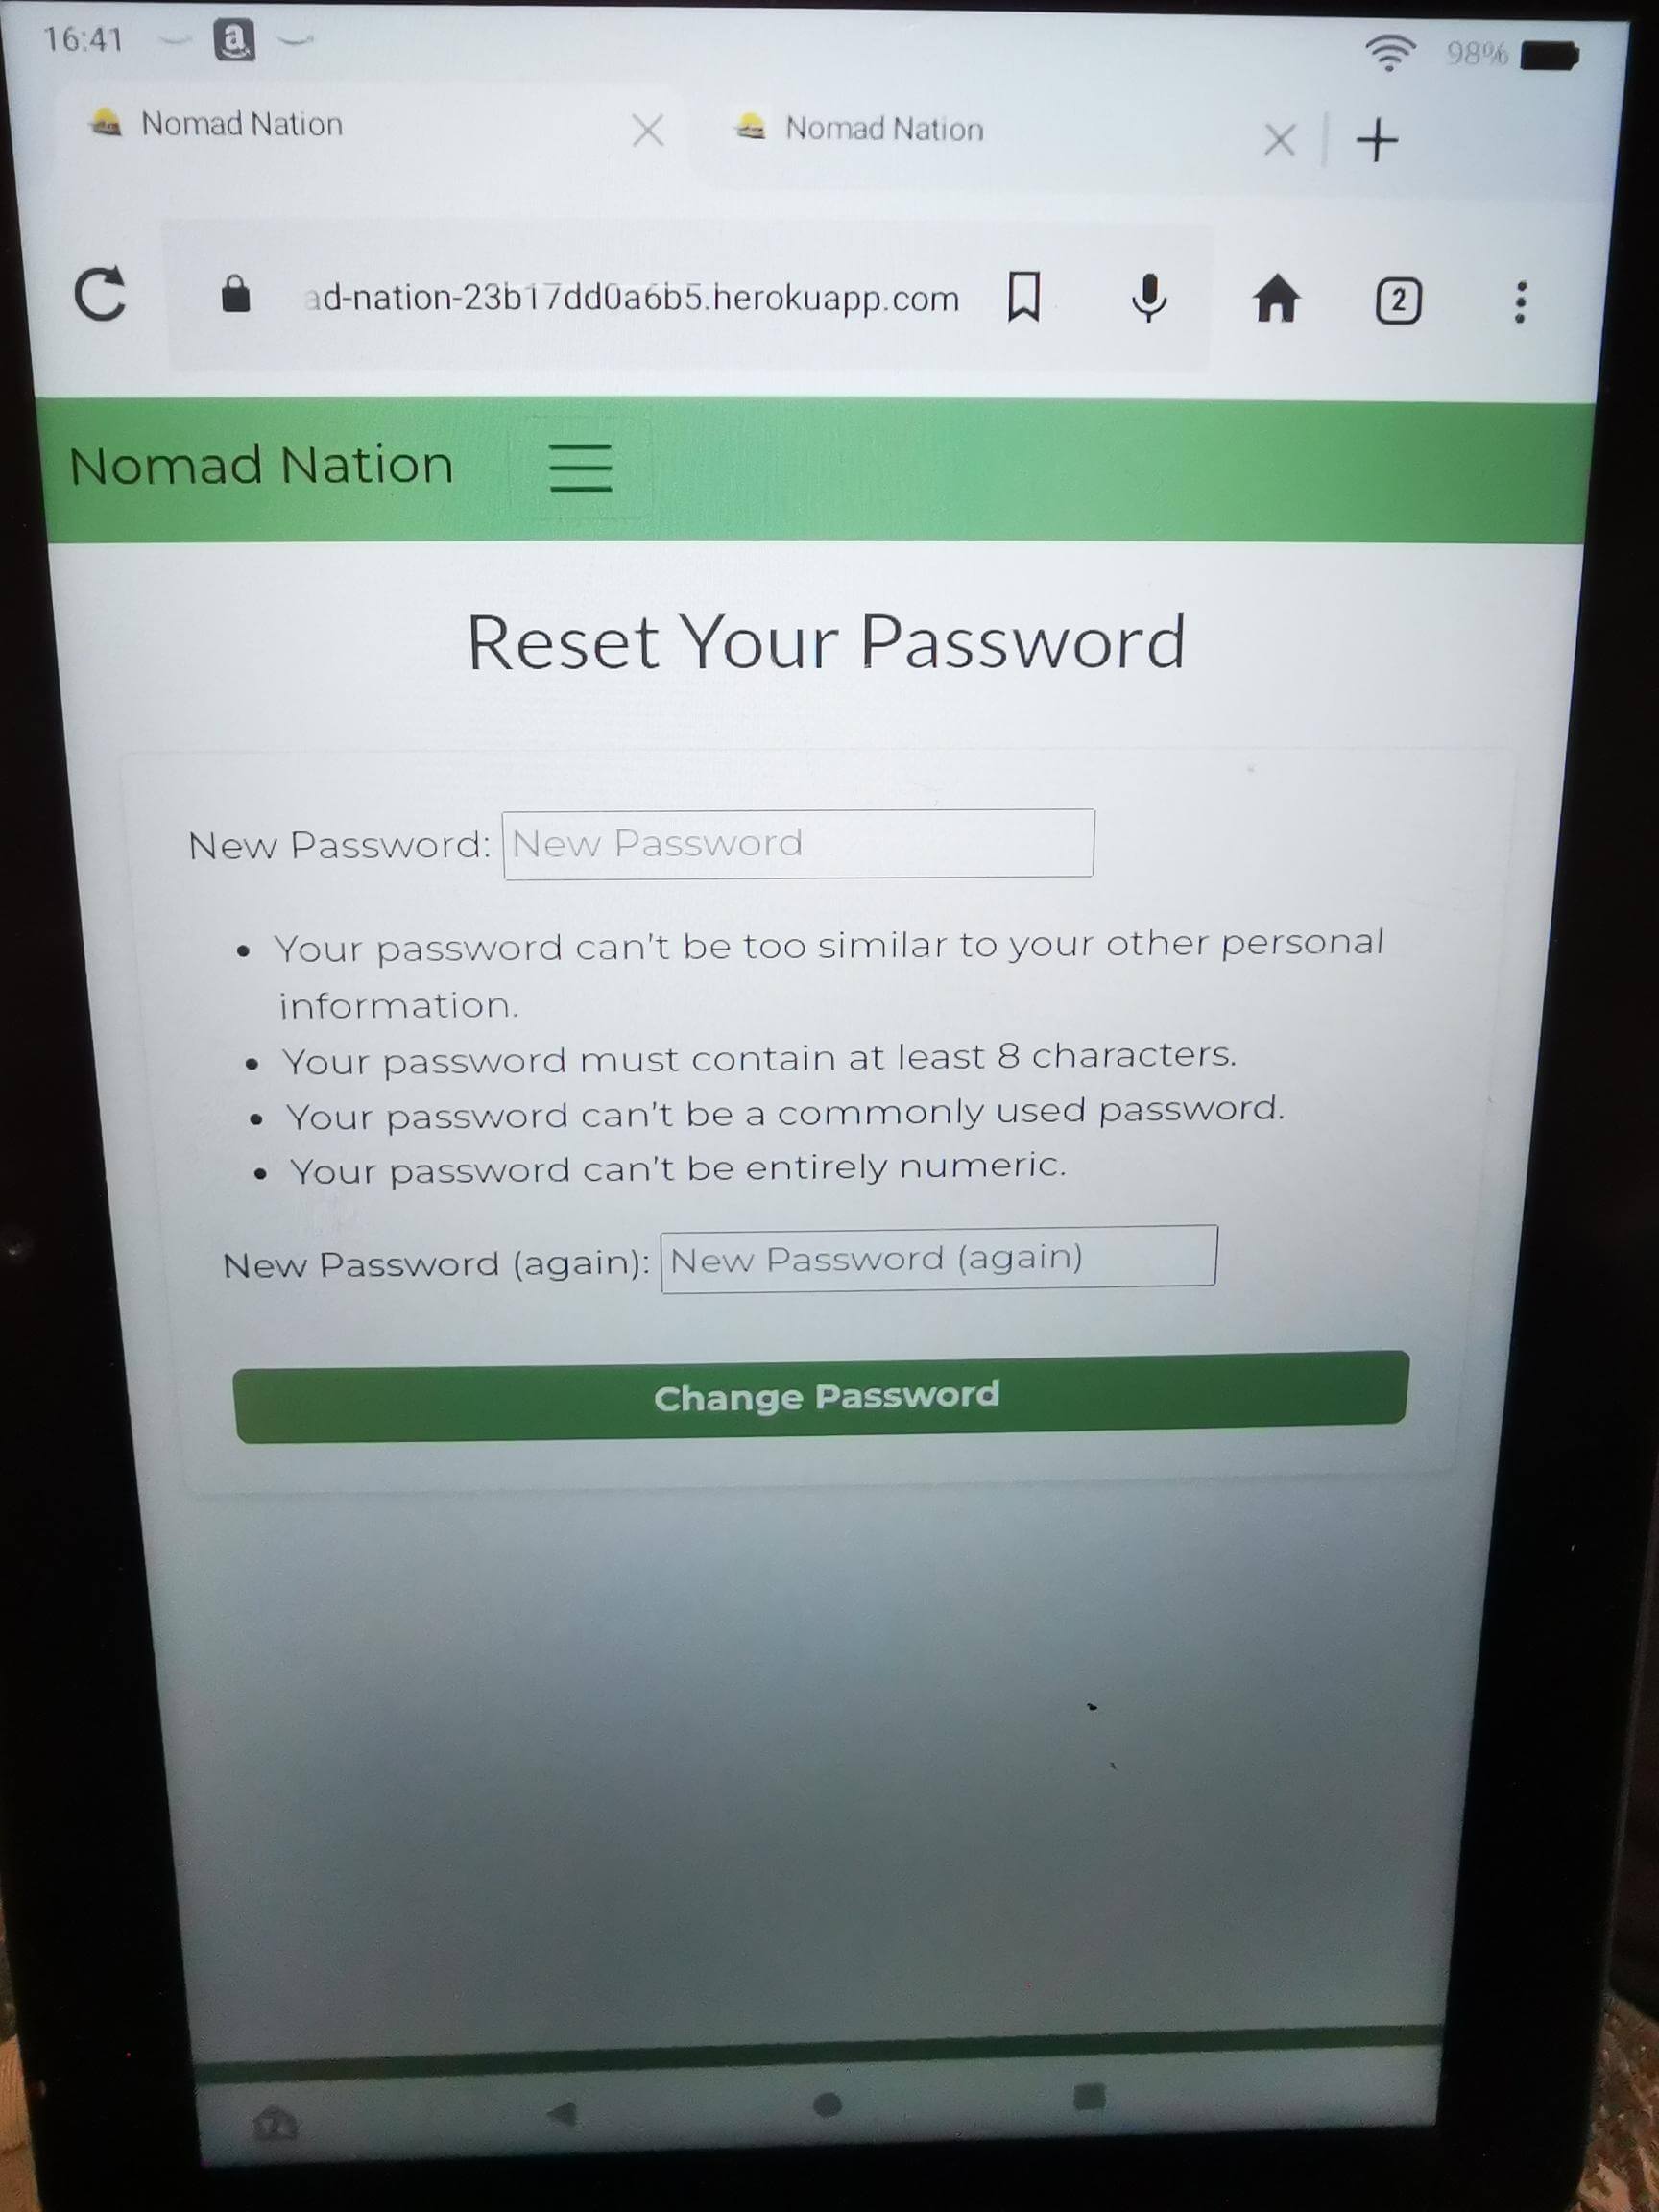 16:41 98%
Nomad Nation Nomad Nation
ad-nation-23b17dd0a6b5.herokuapp.com 2
Nomad Nation
Reset Your Password
New Password: New Password
• Your password can't be too similar to your other personal
information.
• Your password must contain at least 8 characters.
• Your password can't be a commonly used password.
• Your password can't be entirely numeric.
New Password (again): New Password (again)
Change Password